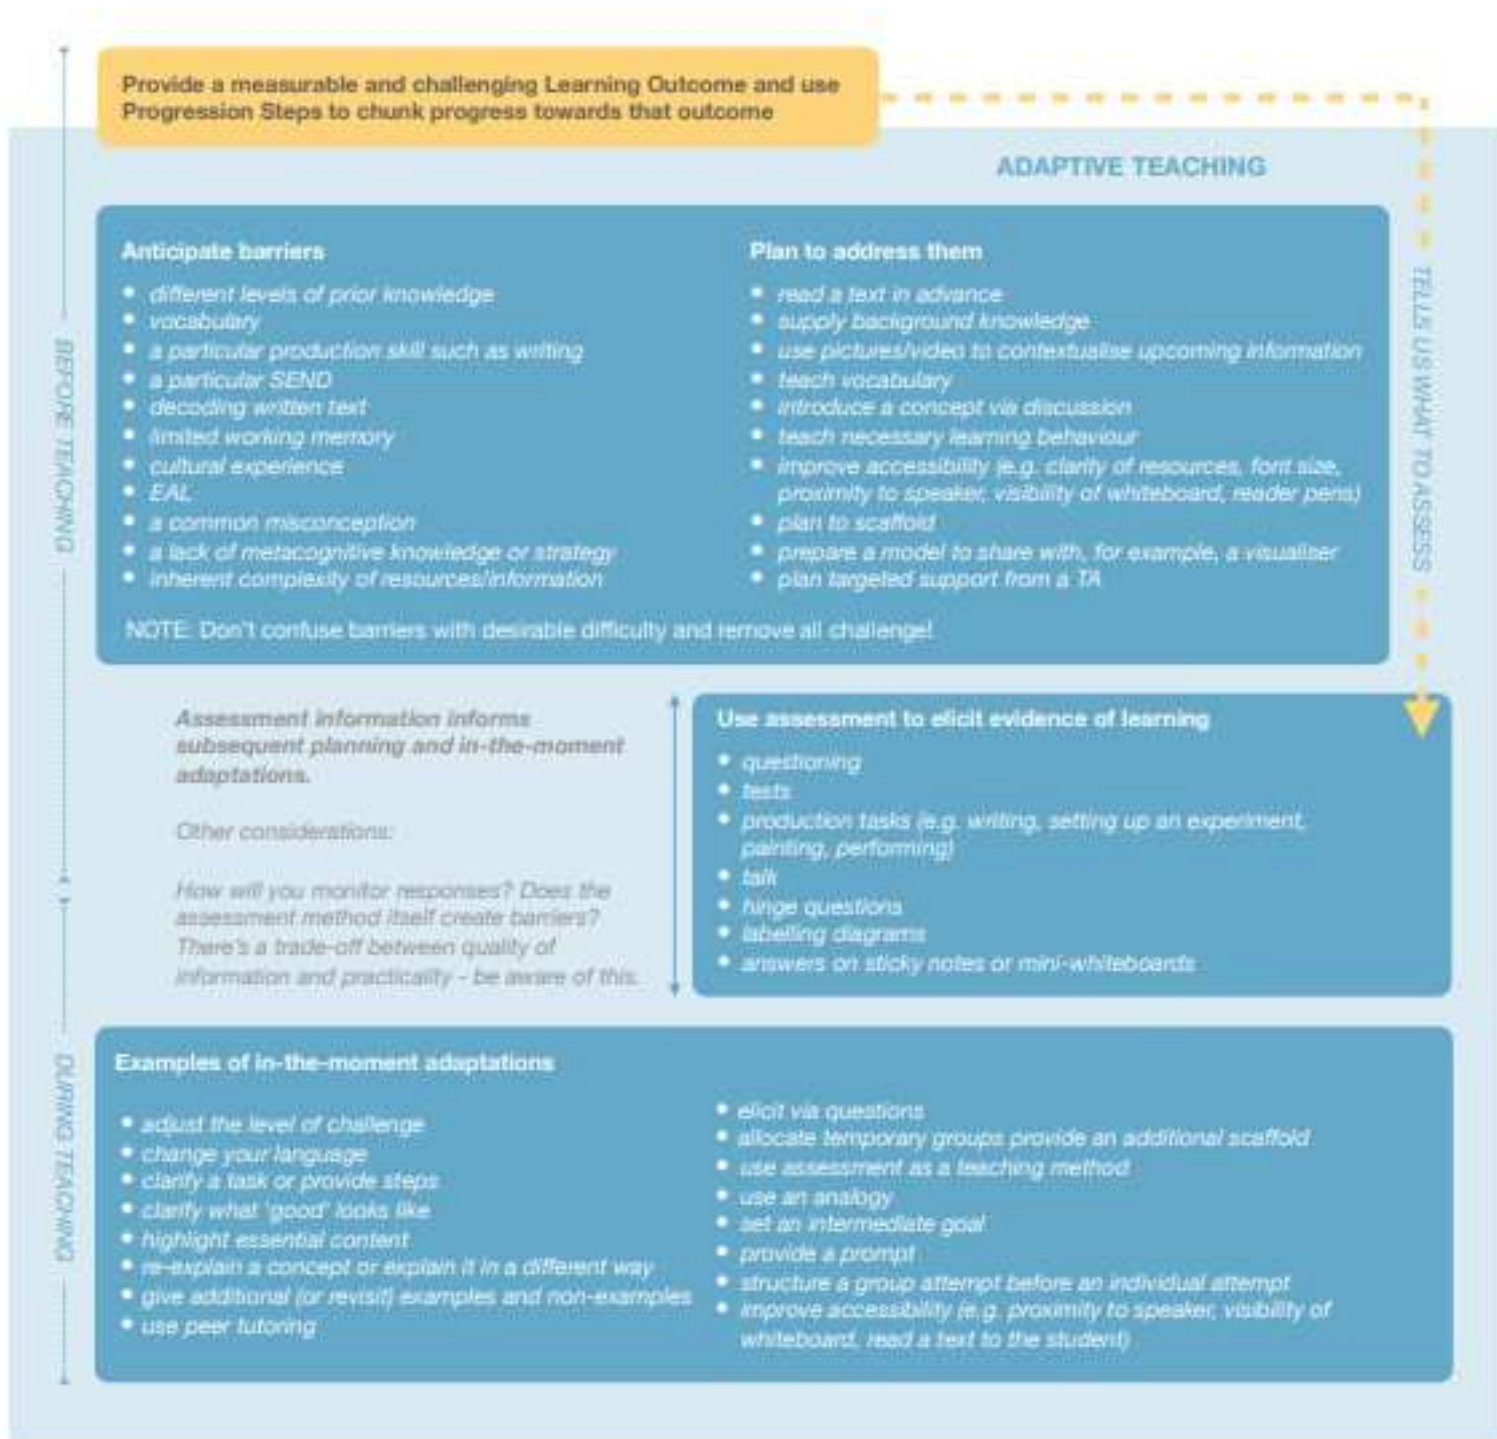 Provide a measurable and challenging Learning Outcome and use
Progression Steps to chunk progress towards that outcome
ADAPTIVE TEACHING
BEFORE TEACHING
Anticipate barriers
• different levels of prior knowledge
• vocabulary
• a particular production skill such as writing
• a particular SEND
• decoding written text
• limited working memory
• cultural experience
• EAL
• a common misconception
• a lack of metacognitive knowledge or strategy
• inherent complexity of resources/information
Plan to address them
• read a text in advance
• supply background knowledge
• use pictures/video to contextualise upcoming information
• teach vocabulary
• introduce a concept via discussion
• teach necessary learning behaviour
• improve accessibility (e.g. clarity of resources, font size,
proximity to speaker, visibility of whiteboard, reader pens)
• plan to scaffold
• prepare a model to share with, for example, a visualiser
• plan targeted support from a TA
NOTE: Don't confuse barriers with desirable difficulty and remove all challenge!
TELLS US WHAT TO ASSESS
Assessment information informs
subsequent planning and in-the-moment
adaptations.
Other considerations:
How will you monitor responses? Does the
assessment method itself create barriers?
There's a trade-off between quality of
information and practicality - be aware of this.
Use assessment to elicit evidence of learning
• questioning
• tests
• production tasks (e.g. writing, setting up an experiment,
painting, performing)
• talk
• hinge questions
• labelling diagrams
• answers on sticky notes or mini-whiteboards
DURING TEACHING
Examples of in-the-moment adaptations
• adjust the level of challenge
• change your language
• clarify a task or provide steps
• clarify what 'good' looks like
• highlight essential content
• re-explain a concept or explain it in a different way
• give additional (or revisit) examples and non-examples
• use peer tutoring
• elicit via questions
• allocate temporary groups provide an additional scaffold
• use assessment as a teaching method
• use an analogy
• set an intermediate goal
• provide a prompt
• structure a group attempt before an individual attempt
• improve accessibility (e.g. proximity to speaker, visibility of
whiteboard, read a text to the student)